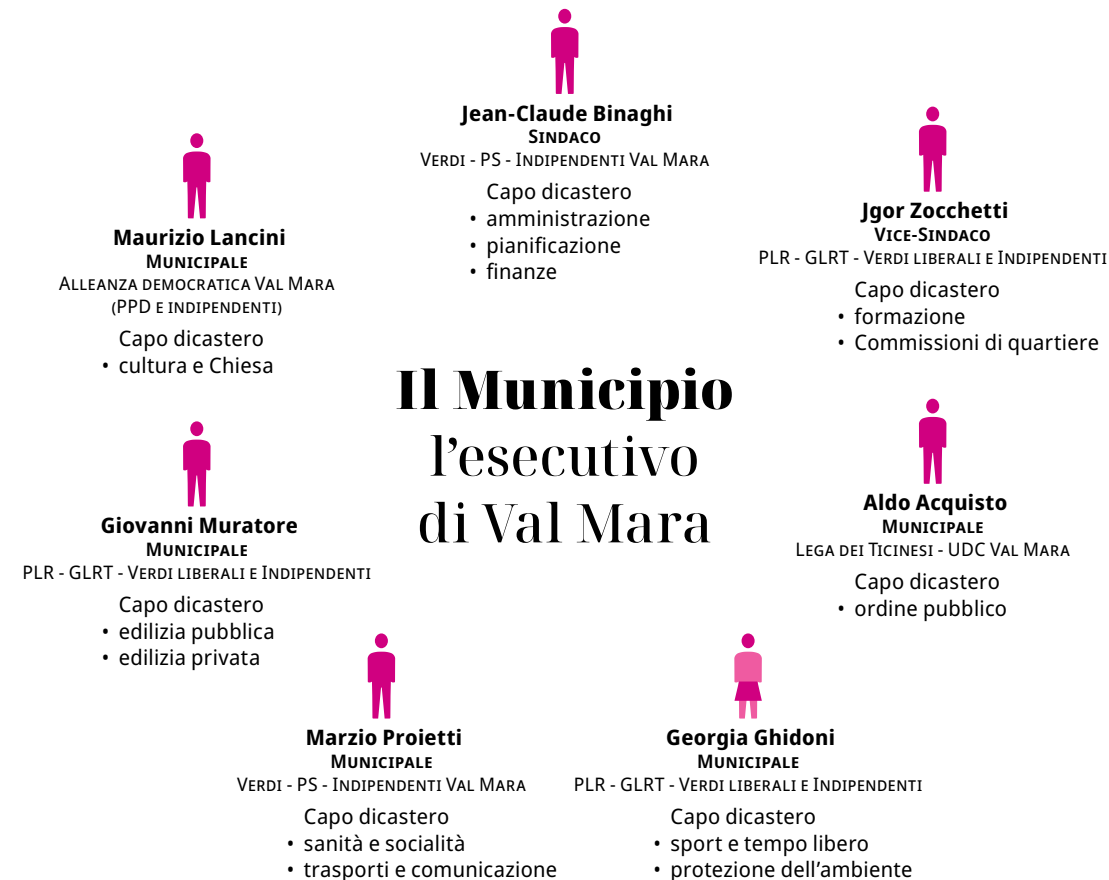 Jean-Claude Binaghi
Sindaco
Verdi - PS - Indipendenti Val Mara
Capo dicastero
• amministrazione
• pianificazione
• finanze
Jgor Zocchetti
Vice-Sindaco
PLR - GLRT - Verdi liberali e Indipendenti
Capo dicastero
• formazione
• Commissioni di quartiere
Maurizio Lancini
Municipale
Alleanza democratica Val Mara
(PPD e indipendenti)
Capo dicastero
• cultura e Chiesa
Il Municipio
l’esecutivo
di Val Mara
Aldo Acquisto
Municipale
Lega dei Ticinesi - UDC Val Mara
Capo dicastero
• ordine pubblico
Giovanni Muratore
Municipale
PLR - GLRT - Verdi liberali e Indipendenti
Capo dicastero
• edilizia pubblica
• edilizia privata
Marzio Proietti
Municipale
Verdi - PS - Indipendenti Val Mara
Capo dicastero
• sanità e socialità
• trasporti e comunicazione
Georgia Ghidoni
Municipale
PLR - GLRT - Verdi liberali e Indipendenti
Capo dicastero
• sport e tempo libero
• protezione dell’ambiente